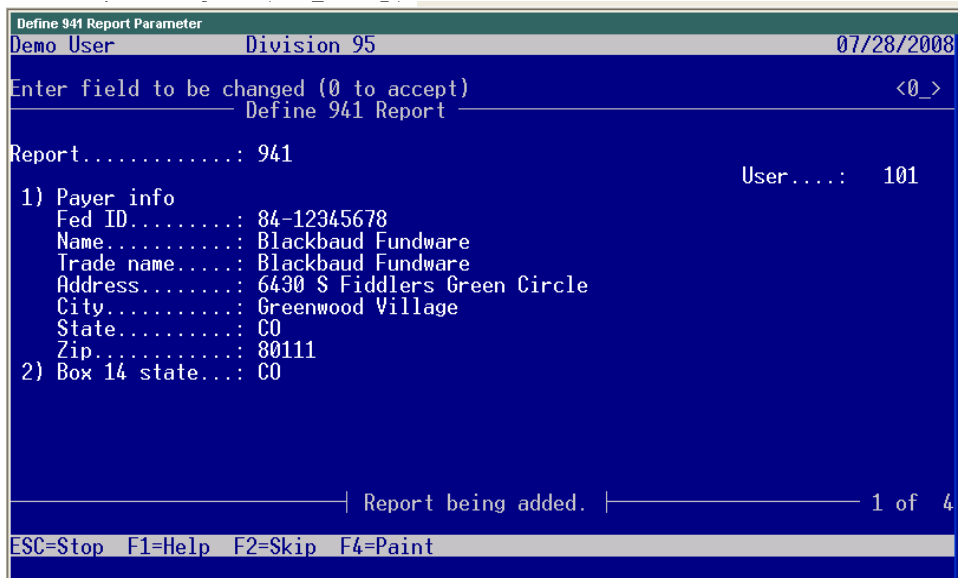 Define 941 Report Parameter
Demo User Division 95 07/28/2008
Enter field to be changed (0 to accept) <0_>
Define 941 Report
Report.............: 941
User....: 101
1) Payer info
Fed ID.........: 84-12345678
Name...........: Blackbaud Fundware
Trade name.....: Blackbaud Fundware
Address........: 6430 S Fiddlers Green Circle
City...........: Greenwood Village
State..........: CO
Zip............: 80111
2) Box 14 state...: CO
Report being added. 1 of 4
ESC=Stop F1=Help F2=Skip F4=Paint